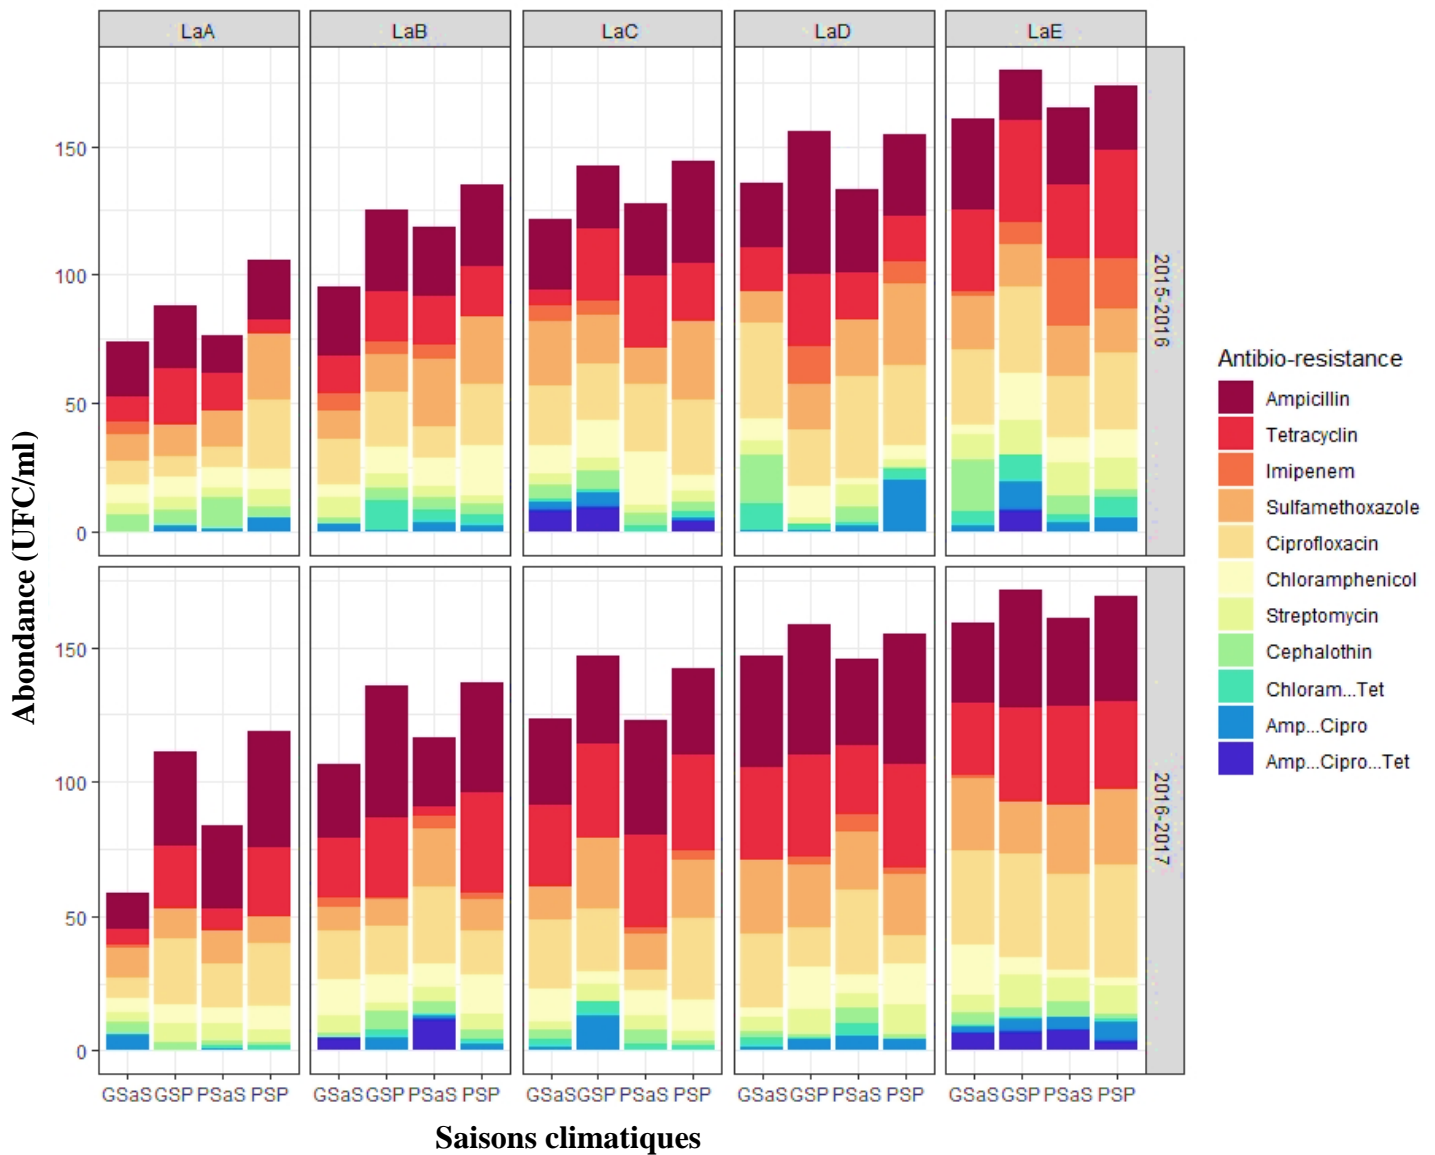 LaA LaB LaC LaD LaE
150
100
50
0
2015-2016
150
100
50
0
2016-2017
GSaS GSP PSaS PSP GSaS GSP PSaS PSP GSaS GSP PSaS PSP GSaS GSP PSaS PSP GSaS GSP PSaS PSP
Saisons climatiques
Abondance (UFC/ml)
Antibio-resistance
Ampicillin
Tetracyclin
Imipenem
Sulfamethoxazole
Ciprofloxacin
Chloramphenicol
Streptomycin
Cephalothin
Chloram...Tet
Amp...Cipro
Amp...Cipro...Tet